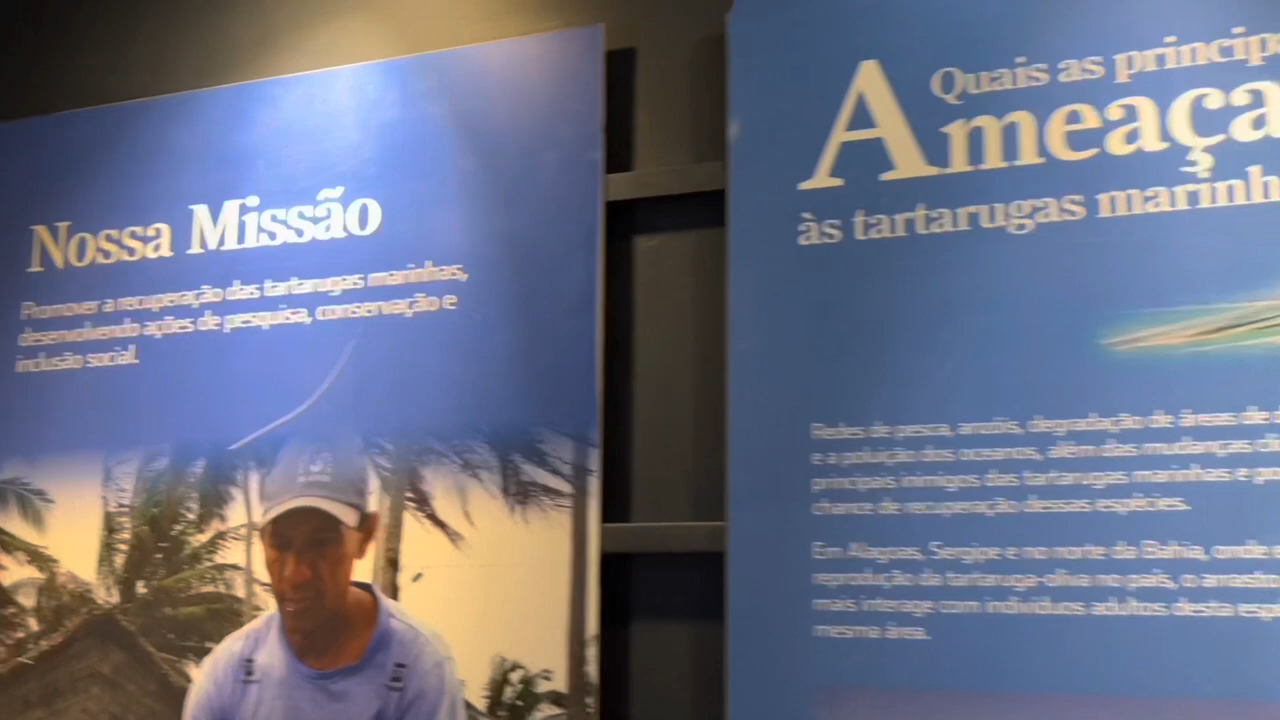 Nossa Missão
Promover a recuperação das tartarugas marinhas,
desenvolvendo ações de pesquisa, conservação e
inclusão social.
Quais as
Ameaça
às tartarugas
Redes de pesca, anzóis, degradação de áreas de
e a poluição dos oceanos, além das mudanças
principais inimigos das tartarugas marinhas e
chance de recuperação dessas espécies.
Em Alagoas, Sergipe e no norte da Bahia, onde
reprodução da tartaruga-oliva no país, o arrasto
mais interage com indivíduos adultos desta
mesma área.